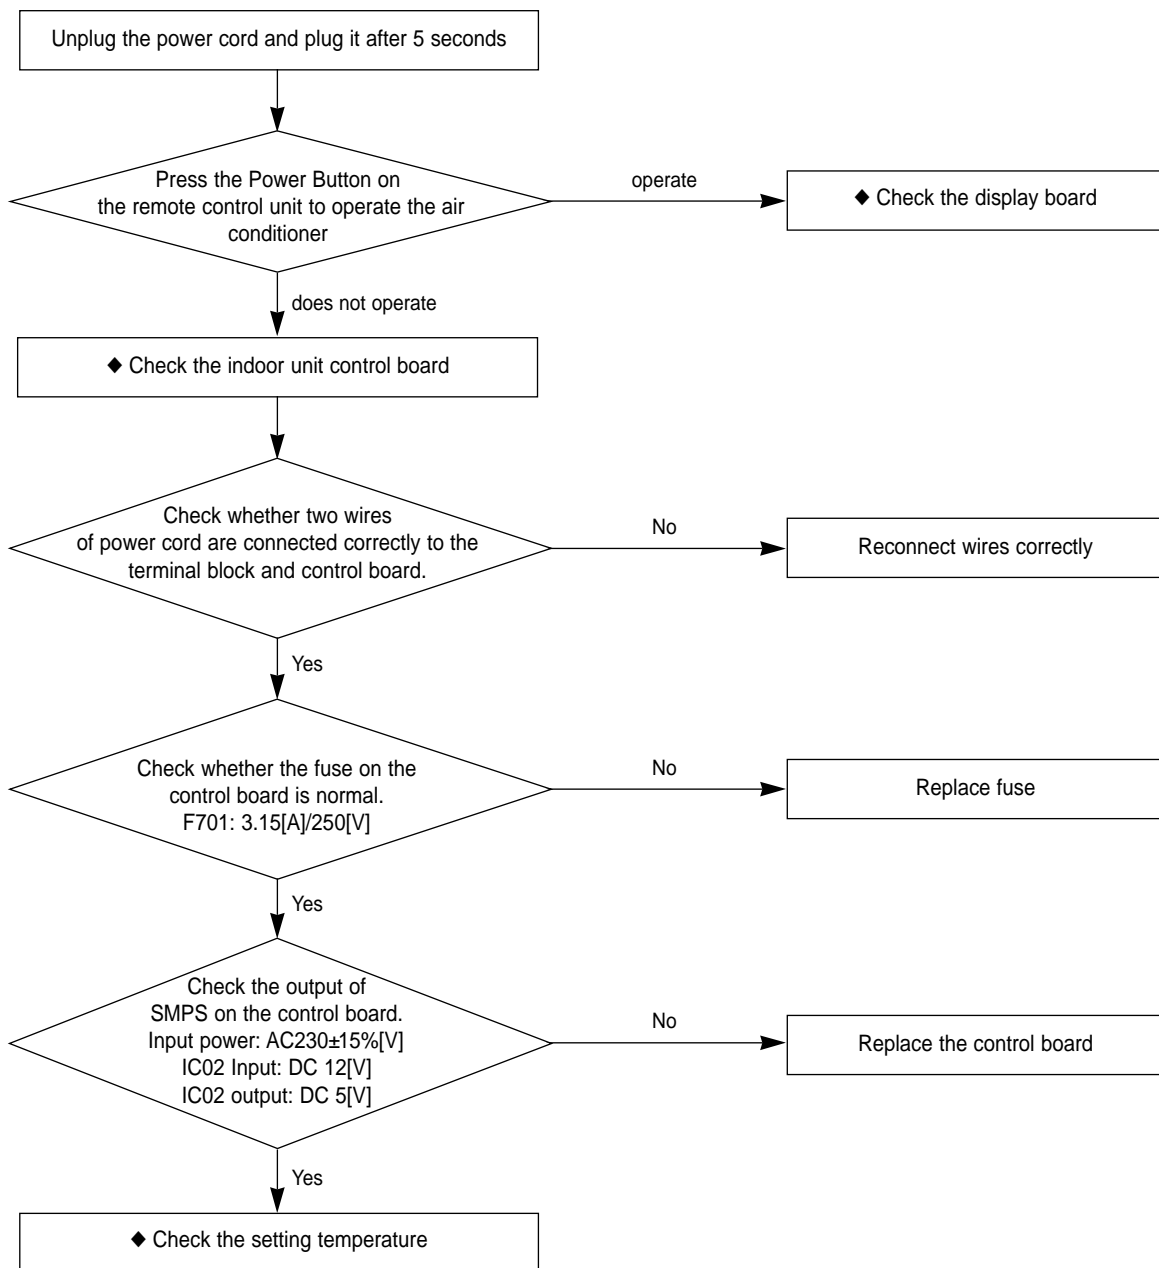 Unplug the power cord and plug it after 5 seconds
Press the Power Button on
the remote control unit to operate the air
conditioner
operate
◆ Check the display board
does not operate
◆ Check the indoor unit control board
Check whether two wires
of power cord are connected correctly to the
terminal block and control board.
No
Reconnect wires correctly
Yes
Check whether the fuse on the
control board is normal.
F701: 3.15[A]/250[V]
No
Replace fuse
Yes
Check the output of
SMPS on the control board.
Input power: AC230±15%[V]
IC02 Input: DC 12[V]
IC02 output: DC 5[V]
No
Replace the control board
Yes
◆ Check the setting temperature